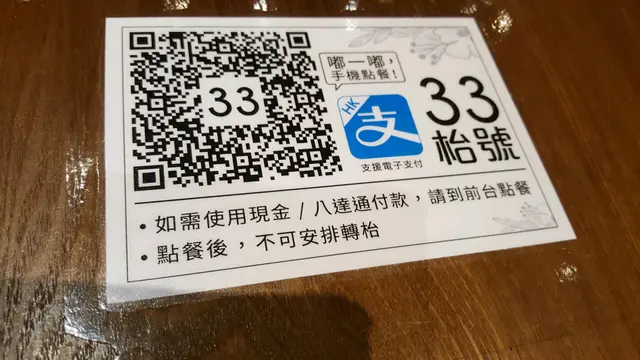 33
嘟一嘟，
手機點餐！
HK
支
支援電子支付
33
枱號
• 如需使用現金 / 八達通付款，請到前台點餐
• 點餐後，不可安排轉枱